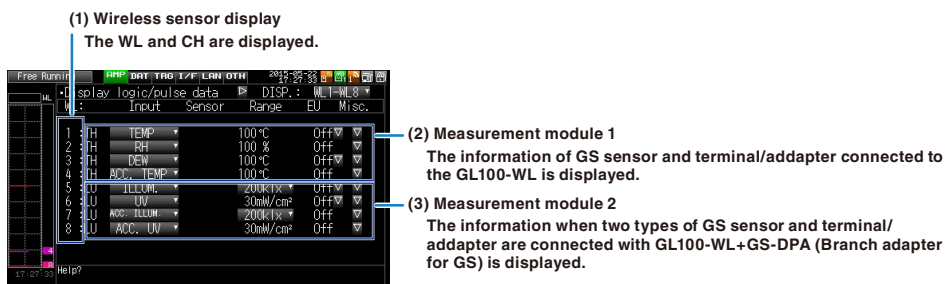 (1) Wireless sensor display
The WL and CH are displayed.
Free Running AMP DAT TRG I/F LAN OTH 17:27:33
WL •Display logic/pulse data DISP.: WL1-WL8
WL: Input Sensor Range EU Misc.
1 :TH TEMP 100°C Off
2 :TH RH 100 % Off
3 :TH DEW 100°C Off
4 :TH ACC. TEMP 100°C Off
5 :LU ILLUM. 200klx Off
6 :LU UV 30mW/cm² Off
7 :LU ACC. ILLUM. 200klx Off
8 :LU ACC. UV 30mW/cm² Off
4
8
17:27:33 Help?
(2) Measurement module 1
The information of GS sensor and terminal/addapter connected to
the GL100-WL is displayed.
(3) Measurement module 2
The information when two types of GS sensor and terminal/
addapter are connected with GL100-WL+GS-DPA (Branch adapter
for GS) is displayed.